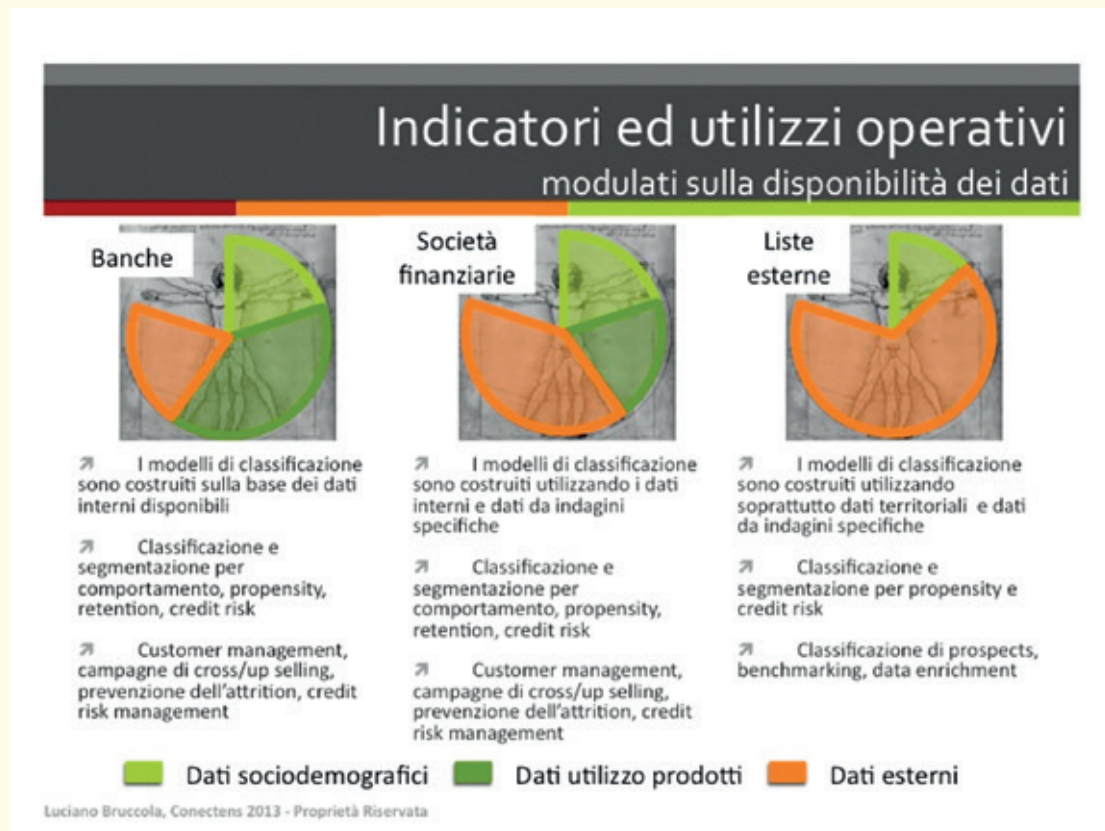 Indicatori ed utilizzi operativi
modulati sulla disponibilità dei dati
Banche
I modelli di classificazione
sono costruiti sulla base dei dati
interni disponibili
Classificazione e
segmentazione per
comportamento, propensity,
retention, credit risk
Customer management,
campagne di cross/up selling,
prevenzione dell'attrition, credit
risk management
Società
finanziarie
I modelli di classificazione
sono costruiti utilizzando i dati
interni e dati da indagini
specifiche
Classificazione e
segmentazione per
comportamento, propensity,
retention, credit risk
Customer management,
campagne di cross/up selling,
prevenzione dell'attrition, credit
risk management
Liste
esterne
I modelli di classificazione
sono costruiti utilizzando
soprattutto dati territoriali e dati
da indagini specifiche
Classificazione e
segmentazione per propensity e
credit risk
Classificazione di prospects,
benchmarking, data enrichment
Dati sociodemografici
Dati utilizzo prodotti
Dati esterni
Luciano Bruccola, Conectens 2013 - Proprietà Riservata